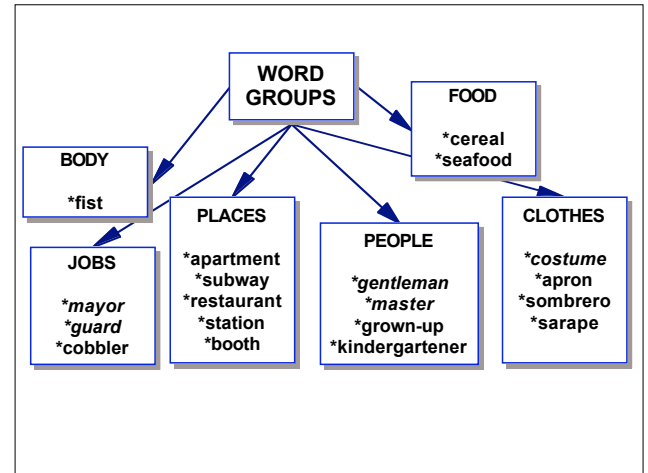 WORD
GROUPS
FOOD
*cereal
*seafood
BODY
*fist
JOBS
*mayor
*guard
*cobbler
PLACES
*apartment
*subway
*restaurant
*station
*booth
PEOPLE
*gentleman
*master
*grown-up
*kindergartener
CLOTHES
*costume
*apron
*sombrero
*sarape